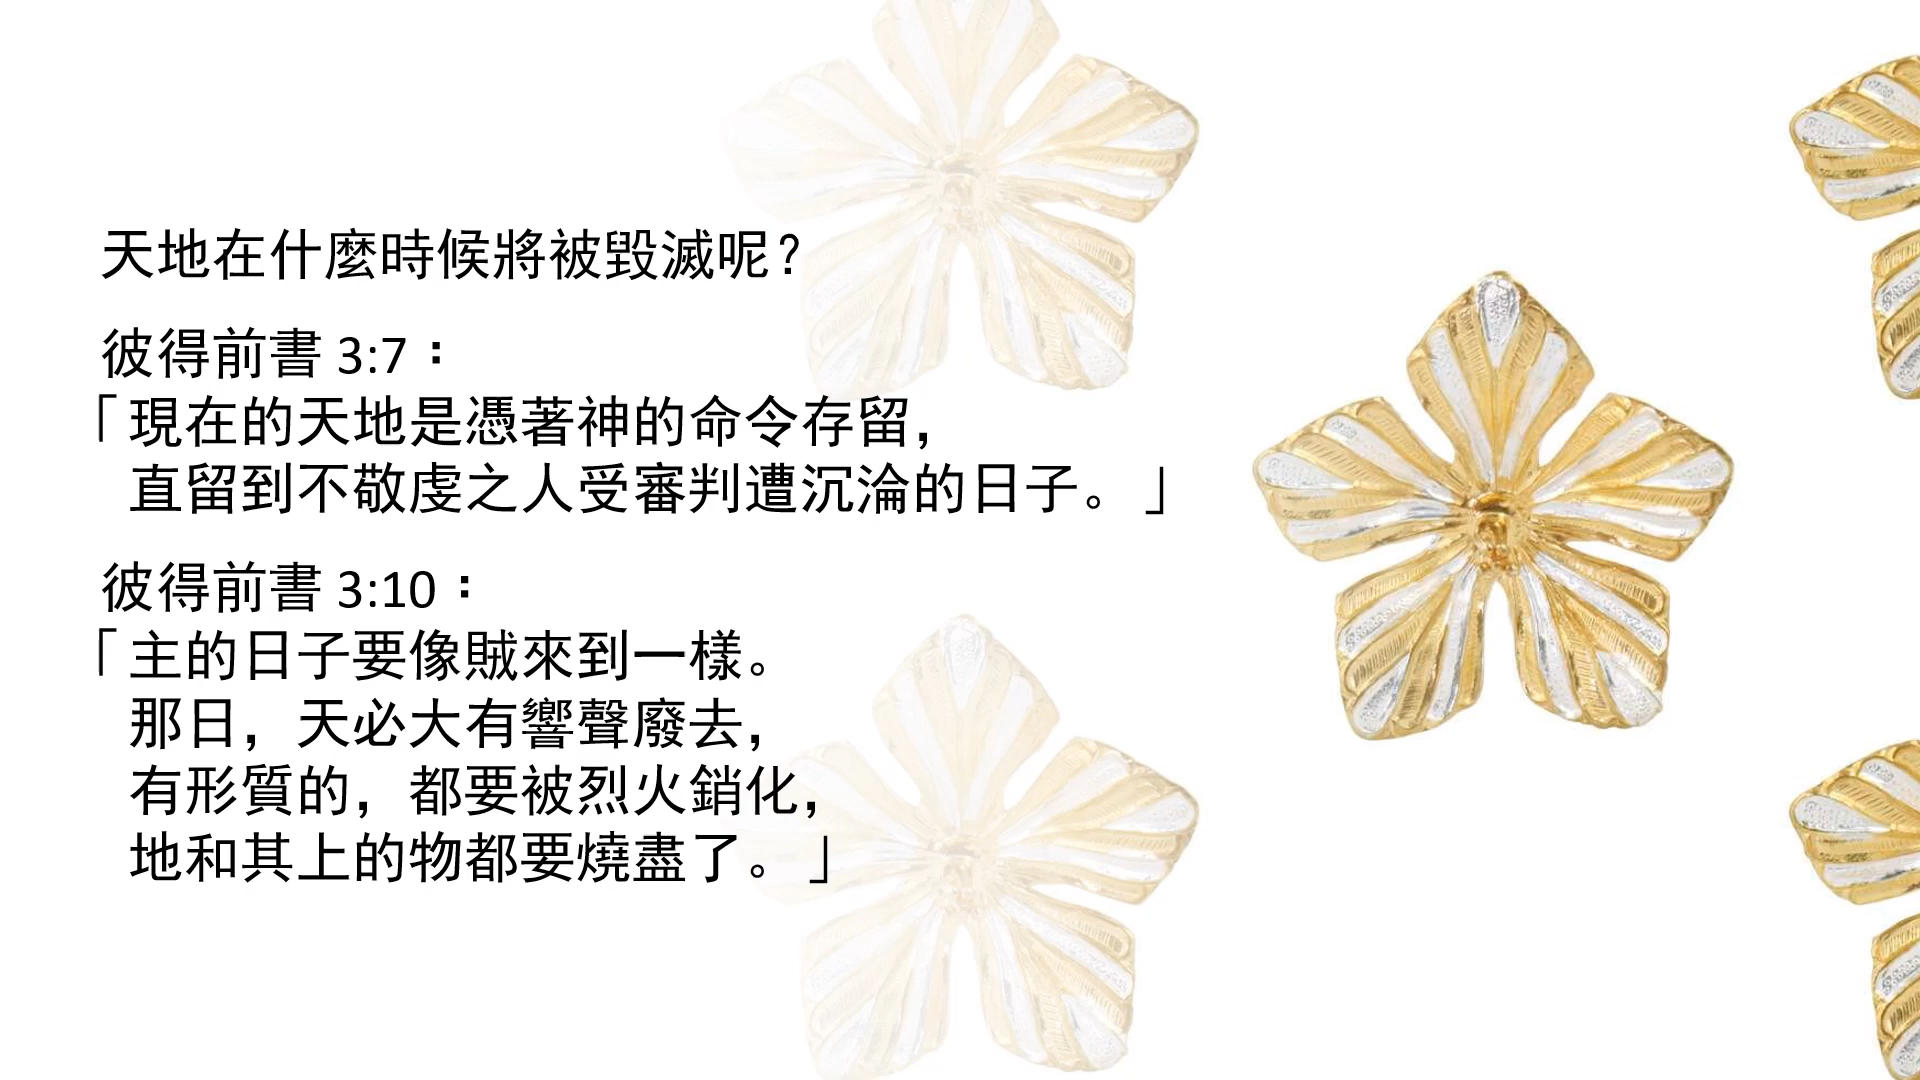 天地在什麼時候將被毀滅呢？
彼得前書 3:7：
「現在的天地是憑著神的命令存留，
直留到不敬虔之人受審判遭沉淪的日子。」
彼得前書 3:10：
「主的日子要像賊來到一樣。
那日，天必大有響聲廢去，
有形質的，都要被烈火銷化，
地和其上的物都要燒盡了。」